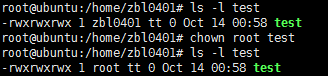 root@ubuntu:/home/zbl0401# ls -l test
-rwxrwxrwx 1 zbl0401 tt 0 Oct 14 00:58 test
root@ubuntu:/home/zbl0401# chown root test
root@ubuntu:/home/zbl0401# ls -l test
-rwxrwxrwx 1 root tt 0 Oct 14 00:58 test